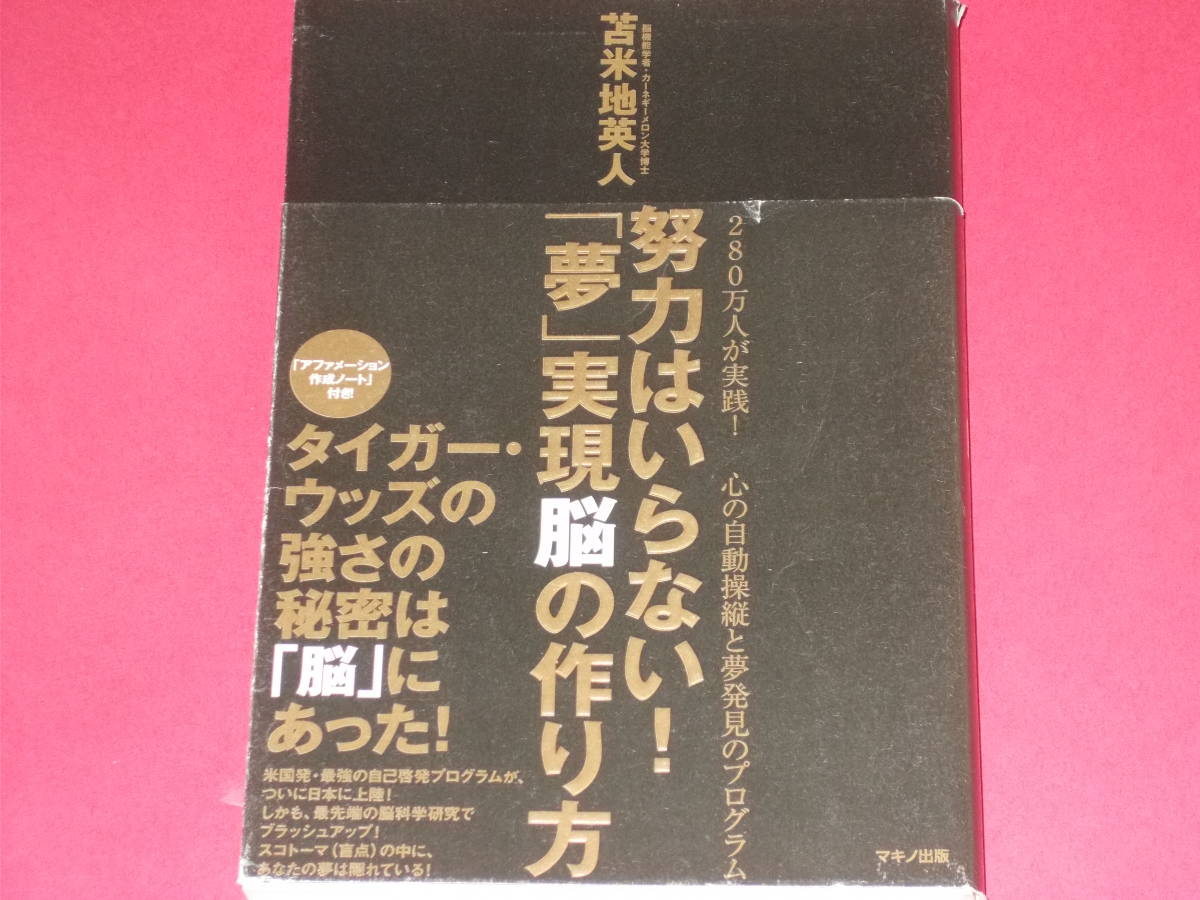 脳機能学者・カーネギーメロン大学博士
苫米地英人
280万人が実践! 心の自動操縦と夢発見のプログラム
努力はいらない!
「夢」実現脳の作り方
「アファメーション
作成ノート」
付き!
タイガー・
ウッズの
強さの
秘密は
「脳」に
あった!
米国発・最強の自己啓発プログラムが、
ついに日本に上陸!
しかも、最先端の脳科学研究で
ブラッシュアップ!
スコトーマ(盲点)の中に、
あなたの夢は隠れている!
マキノ出版